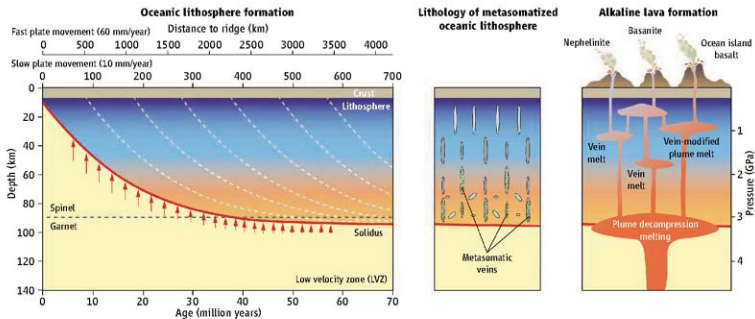 Oceanic lithosphere formation
Fast plate movement (60 mm/year)
Distance to ridge (km)
0 500 1000 1500 2000 2500 3000 3500 4000
Slow plate movement (10 mm/year)
0 100 200 300 400 500 600 700
Crust
Lithosphere
Depth (km)
0
20
40
60
80
100
120
140
Spinel
Garnet
Solidus
Low velocity zone (LVZ)
0 10 20 30 40 50 60 70
Age (million years)
Lithology of metasomatized
oceanic lithosphere
Metasomatic
veins
Alkaline lava formation
Nephelinite
Basanite
Ocean island
basalt
Vein
melt
Vein-modified
plume melt
Vein
melt
Plume decompression
melting
1
2
3
4
Pressure (GPa)